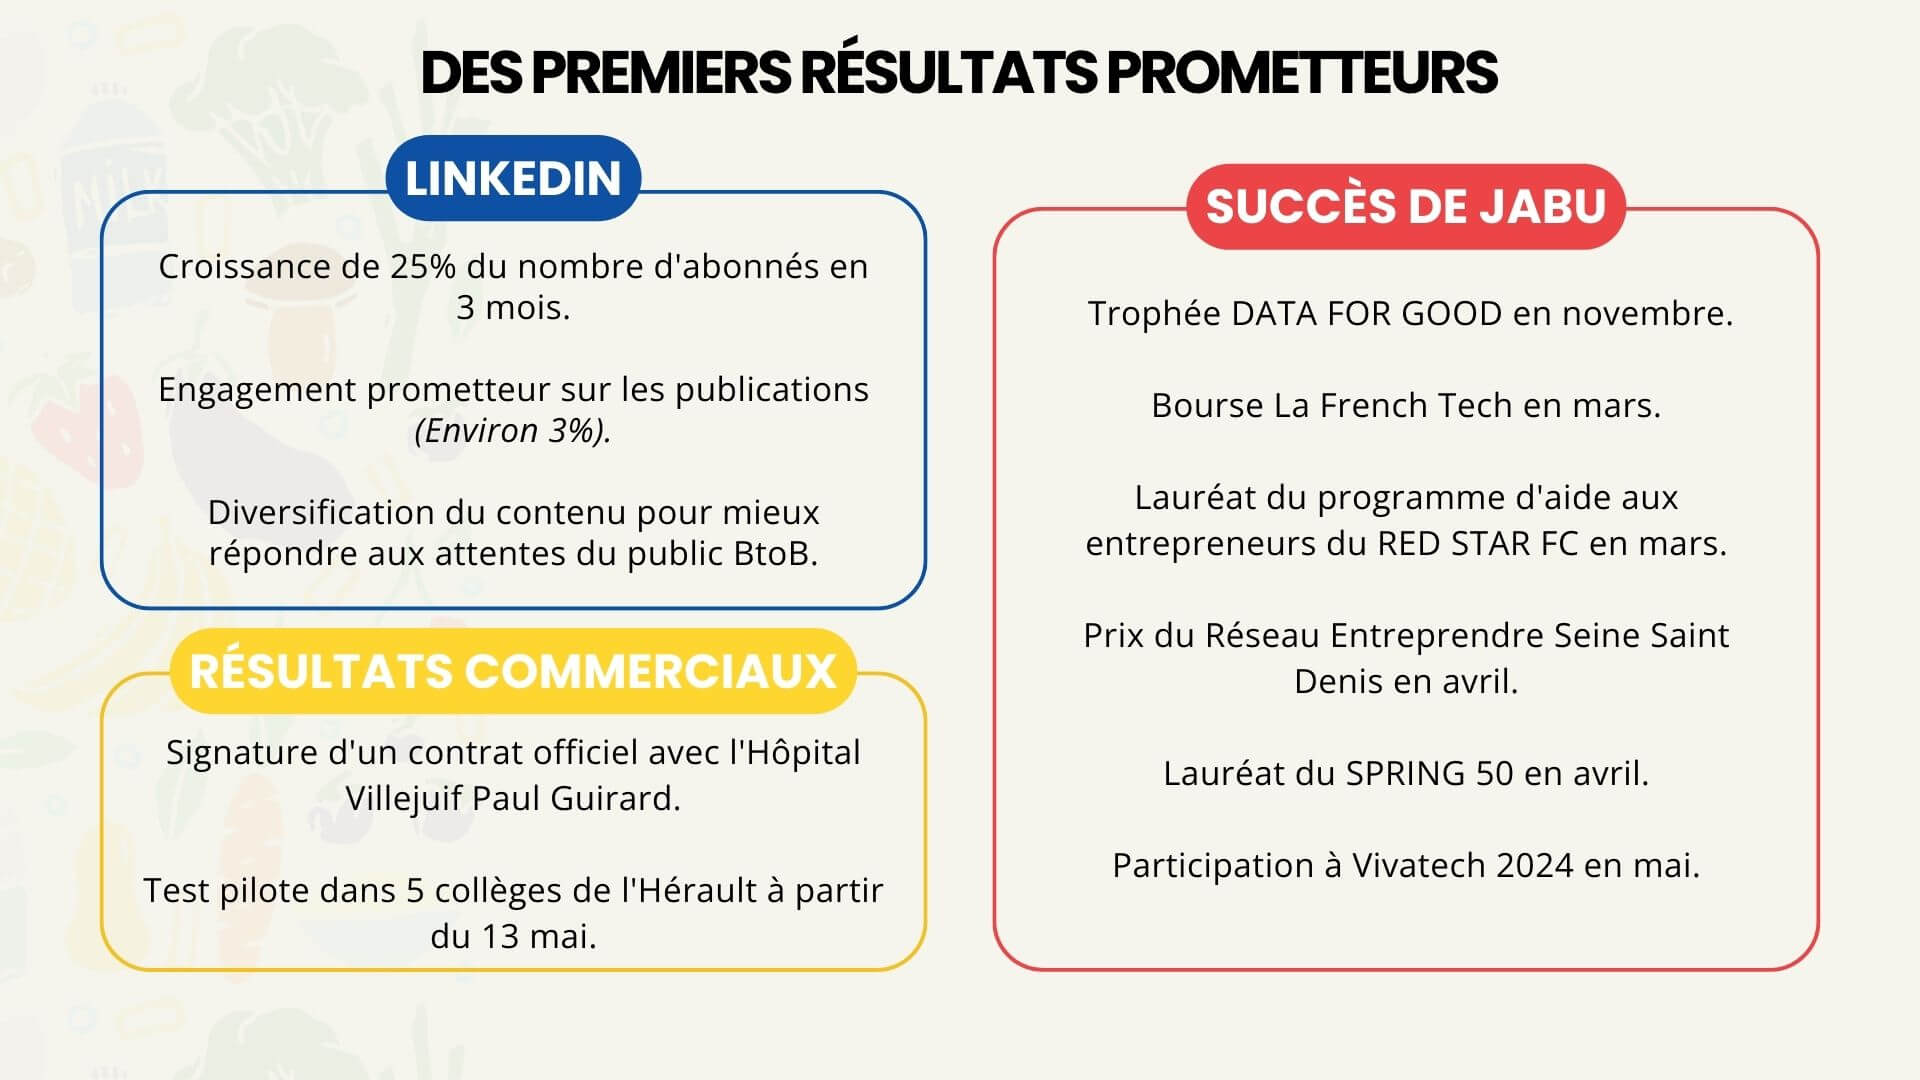 DES PREMIERS RÉSULTATS PROMETTEURS
LINKEDIN
Croissance de 25% du nombre d'abonnés en
3 mois.
Engagement prometteur sur les publications
(Environ 3%).
Diversification du contenu pour mieux
répondre aux attentes du public BtoB.
RÉSULTATS COMMERCIAUX
Signature d'un contrat officiel avec l'Hôpital
Villejuif Paul Guirard.
Test pilote dans 5 collèges de l'Hérault à partir
du 13 mai.
SUCCÈS DE JABU
Trophée DATA FOR GOOD en novembre.
Bourse La French Tech en mars.
Lauréat du programme d'aide aux
entrepreneurs du RED STAR FC en mars.
Prix du Réseau Entreprendre Seine Saint
Denis en avril.
Lauréat du SPRING 50 en avril.
Participation à Vivatech 2024 en mai.
MILK